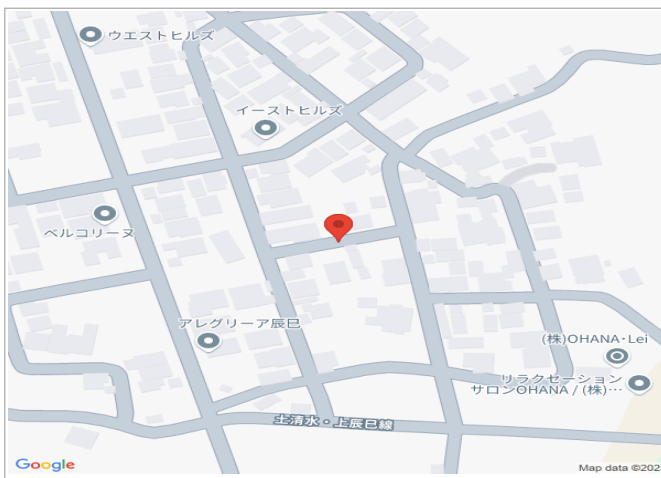 ウエストヒルズ
イーストヒルズ
ベルコリーヌ
アレグリーア辰巳
(株)OHANA・Lei
リラクゼーション
サロンOHANA / (株)…
土清水・上辰巳線
Google
Map data ©202